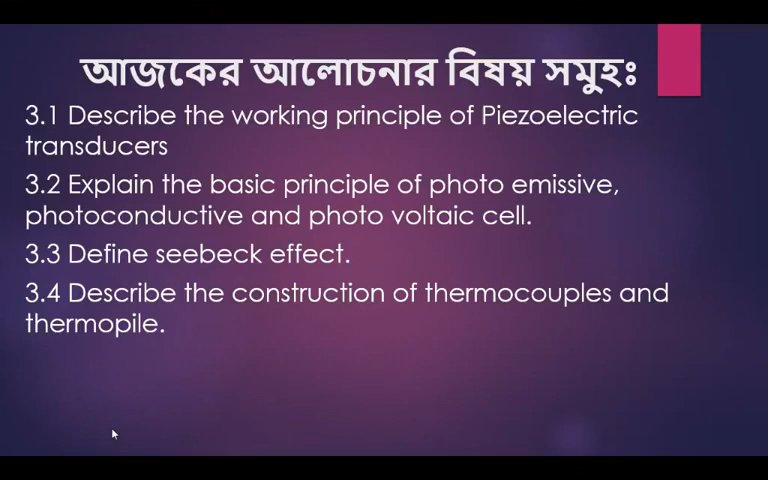 আজকের আলোচনার বিষয় সমুহঃ
3.1 Describe the working principle of Piezoelectric
transducers
3.2 Explain the basic principle of photo emissive,
photoconductive and photo voltaic cell.
3.3 Define seebeck effect.
3.4 Describe the construction of thermocouples and
thermopile.